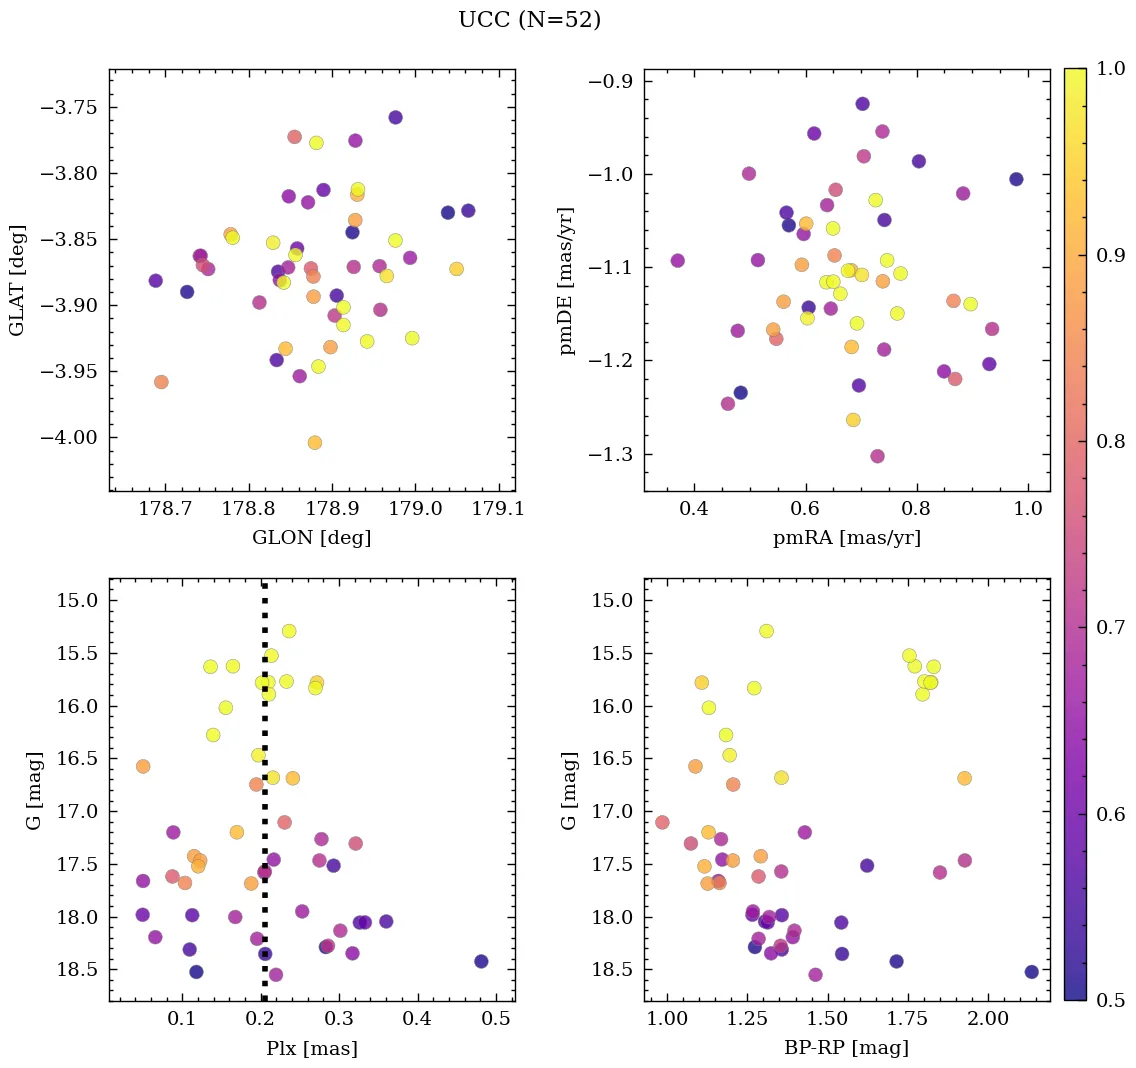 UCC (N=52)
−3.75
−3.80
−3.85
−3.90
−3.95
−4.00
GLAT [deg]
178.7 178.8 178.9 179.0 179.1
GLON [deg]
−0.9
−1.0
−1.1
−1.2
−1.3
pmDE [mas/yr]
0.4 0.6 0.8 1.0
pmRA [mas/yr]
15.0
15.5
16.0
16.5
17.0
17.5
18.0
18.5
G [mag]
0.1 0.2 0.3 0.4 0.5
Plx [mas]
15.0
15.5
16.0
16.5
17.0
17.5
18.0
18.5
G [mag]
1.00 1.25 1.50 1.75 2.00
BP-RP [mag]
1.0
0.9
0.8
0.7
0.6
0.5